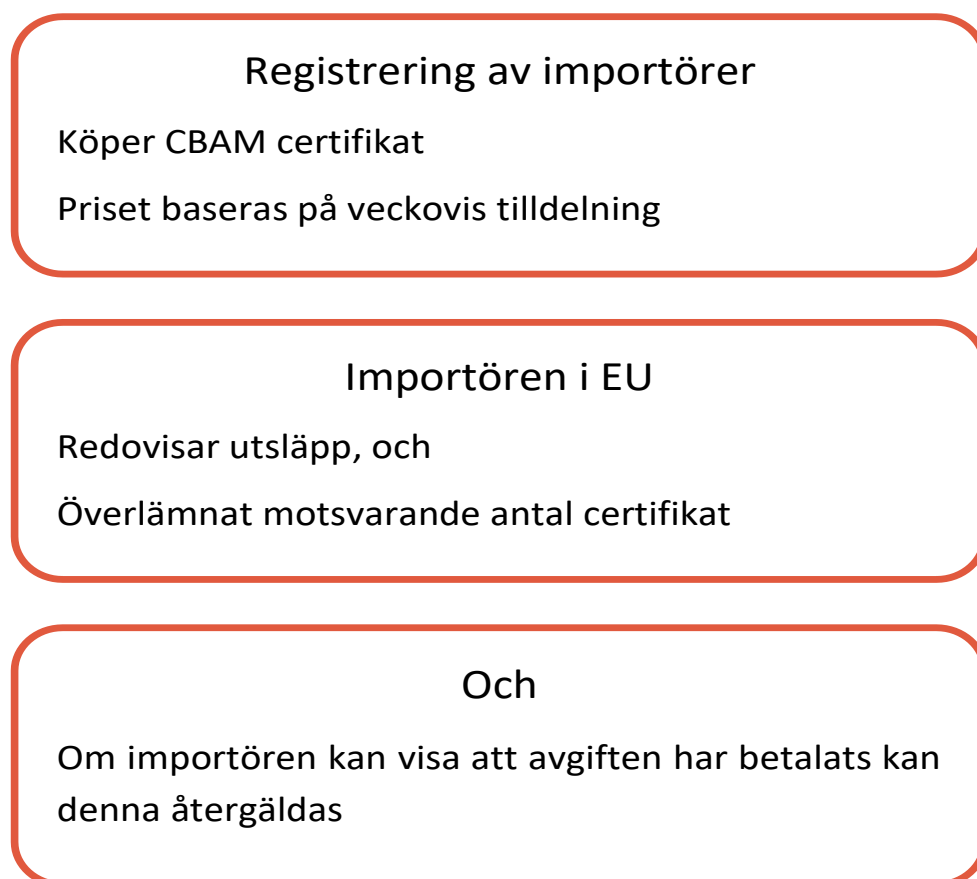 Registrering av importörer
Köper CBAM certifikat
Priset baseras på veckovis tilldelning
Importören i EU
Redovisar utsläpp, och
Överlämnat motsvarande antal certifikat
Och
Om importören kan visa att avgiften har betalats kan
denna återgäldas